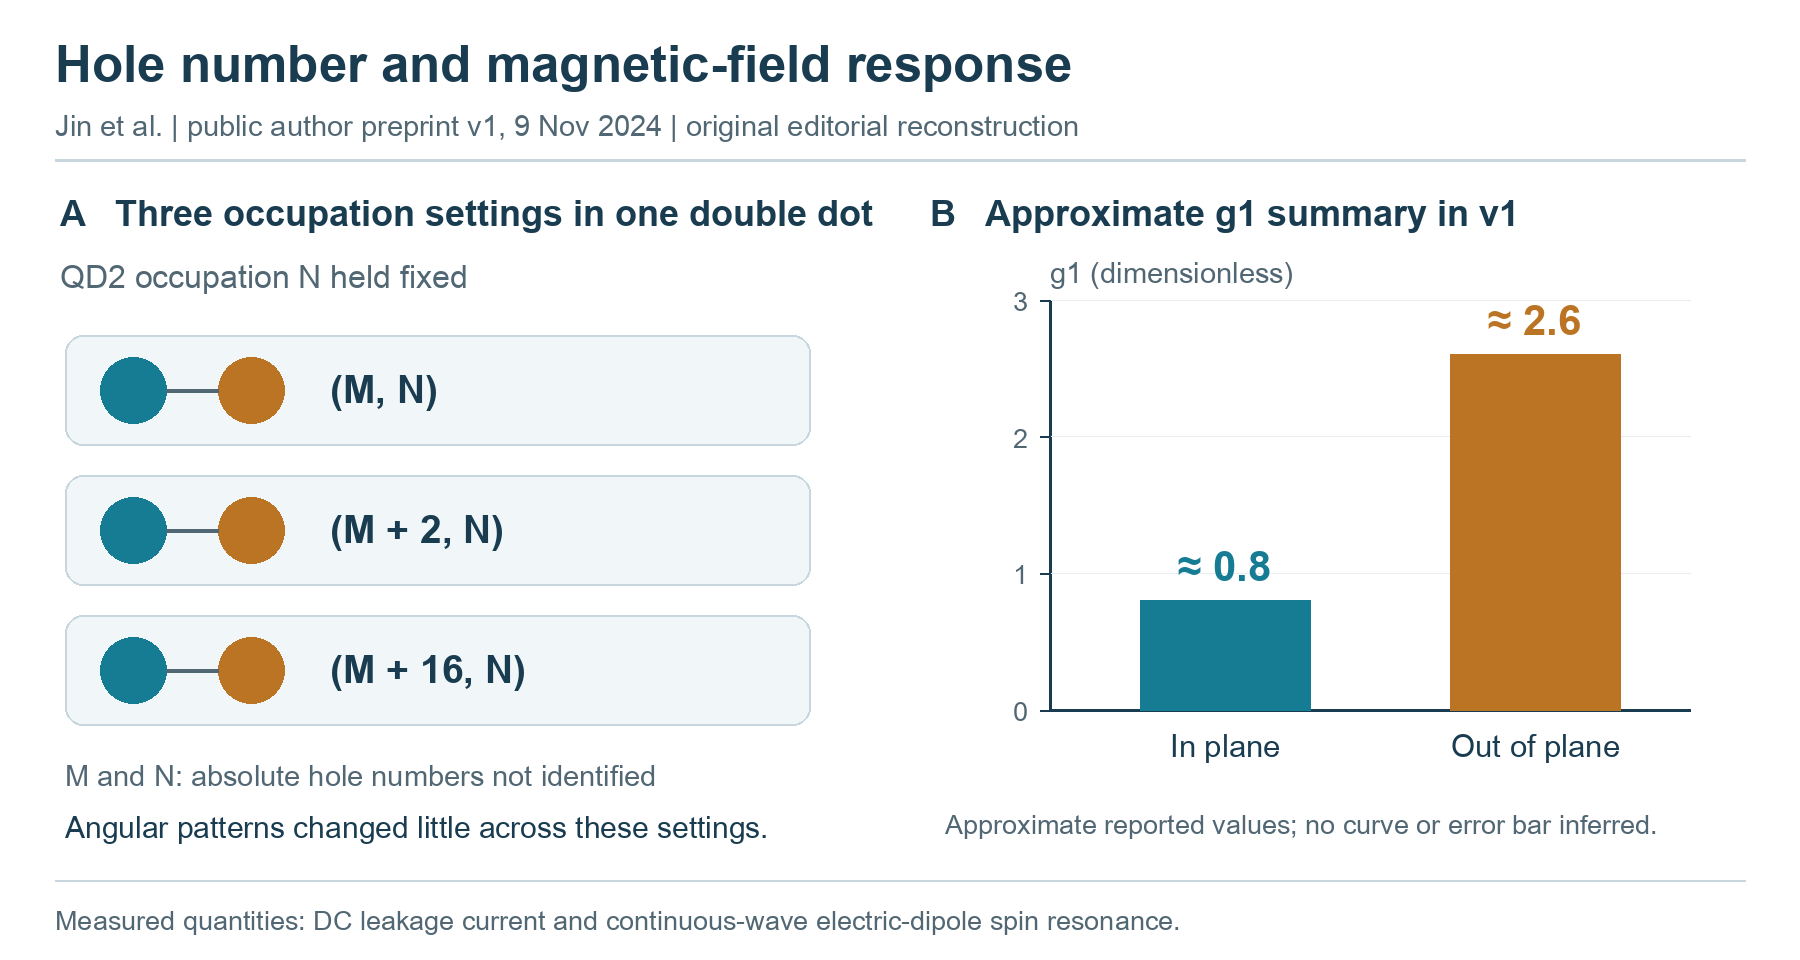 Hole number and magnetic-field response
Jin et al. | public author preprint v1, 9 Nov 2024 | original editorial reconstruction
A Three occupation settings in one double dot
QD2 occupation N held fixed
(M, N)
(M + 2, N)
(M + 16, N)
M and N: absolute hole numbers not identified
Angular patterns changed little across these settings.
B Approximate g1 summary in v1
g1 (dimensionless)
3
2
1
0
≈ 0.8
≈ 2.6
In plane
Out of plane
Approximate reported values; no curve or error bar inferred.
Measured quantities: DC leakage current and continuous-wave electric-dipole spin resonance.